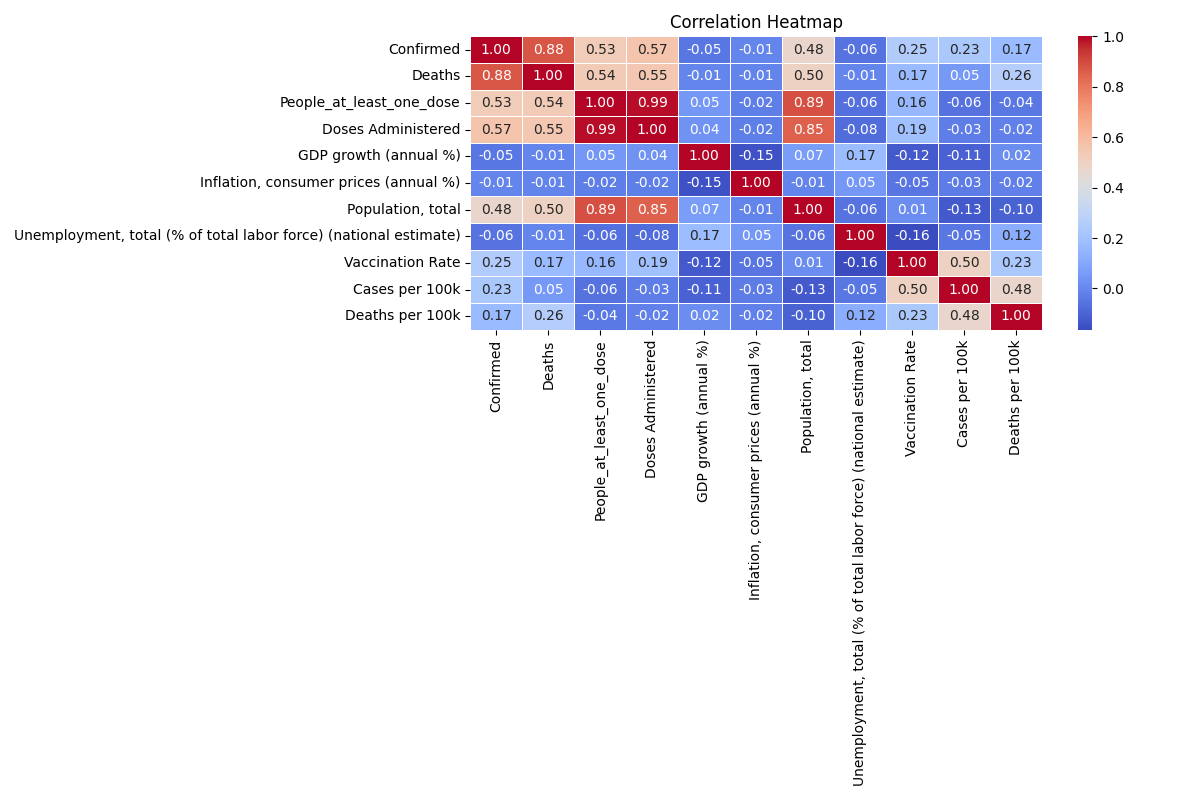 Correlation Heatmap
Confirmed 1.00 0.88 0.53 0.57 -0.05 -0.01 0.48 -0.06 0.25 0.23 0.17
Deaths 0.88 1.00 0.54 0.55 -0.01 -0.01 0.50 -0.01 0.17 0.05 0.26
People_at_least_one_dose 0.53 0.54 1.00 0.99 0.05 -0.02 0.89 -0.06 0.16 -0.06 -0.04
Doses Administered 0.57 0.55 0.99 1.00 0.04 -0.02 0.85 -0.08 0.19 -0.03 -0.02
GDP growth (annual %) -0.05 -0.01 0.05 0.04 1.00 -0.15 0.07 0.17 -0.12 -0.11 0.02
Inflation, consumer prices (annual %) -0.01 -0.01 -0.02 -0.02 -0.15 1.00 -0.01 0.05 -0.05 -0.03 -0.02
Population, total 0.48 0.50 0.89 0.85 0.07 -0.01 1.00 -0.06 0.01 -0.13 -0.10
Unemployment, total (% of total labor force) (national estimate) -0.06 -0.01 -0.06 -0.08 0.17 0.05 -0.06 1.00 -0.16 -0.05 0.12
Vaccination Rate 0.25 0.17 0.16 0.19 -0.12 -0.05 0.01 -0.16 1.00 0.50 0.23
Cases per 100k 0.23 0.05 -0.06 -0.03 -0.11 -0.03 -0.13 -0.05 0.50 1.00 0.48
Deaths per 100k 0.17 0.26 -0.04 -0.02 0.02 -0.02 -0.10 0.12 0.23 0.48 1.00
Confirmed
Deaths
People_at_least_one_dose
Doses Administered
GDP growth (annual %)
Inflation, consumer prices (annual %)
Population, total
Unemployment, total (% of total labor force) (national estimate)
Vaccination Rate
Cases per 100k
Deaths per 100k
1.0
0.8
0.6
0.4
0.2
0.0